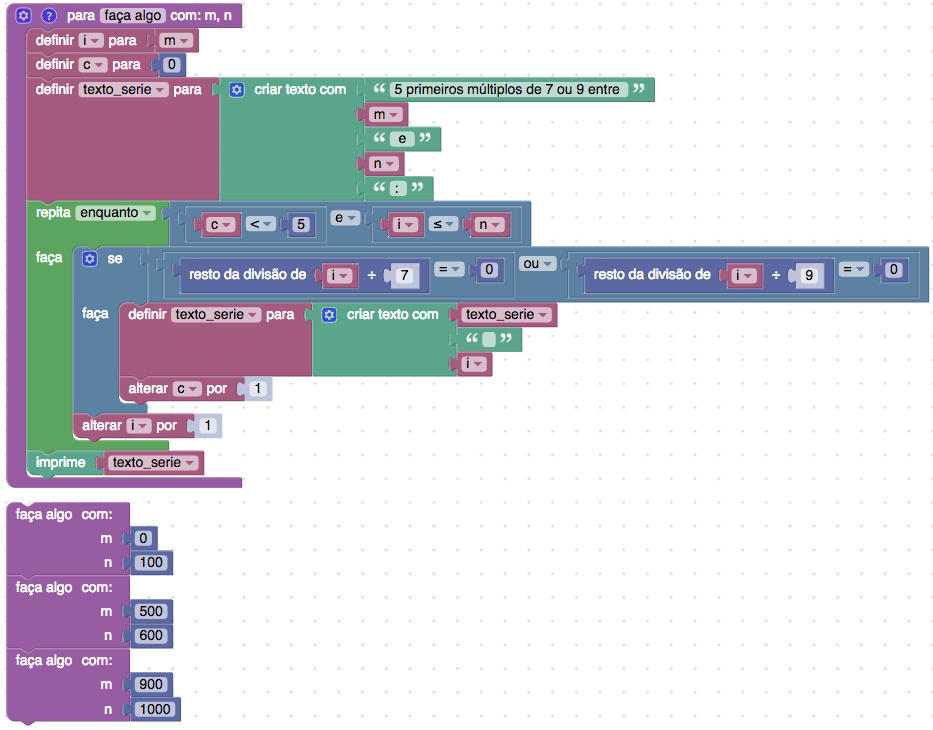 para faça algo com: m, n
definir i para m
definir c para 0
definir texto_serie para criar texto com “ 5 primeiros múltiplos de 7 ou 9 entre ”
m
“ e ”
n
“ : ”
repita enquanto c < 5 e i ≤ n
faça se resto da divisão de i ÷ 7 = 0 ou resto da divisão de i ÷ 9 = 0
faça definir texto_serie para criar texto com texto_serie
“ ”
i
alterar c por 1
alterar i por 1
imprime texto_serie
faça algo com:
m 0
n 100
faça algo com:
m 500
n 600
faça algo com:
m 900
n 1000